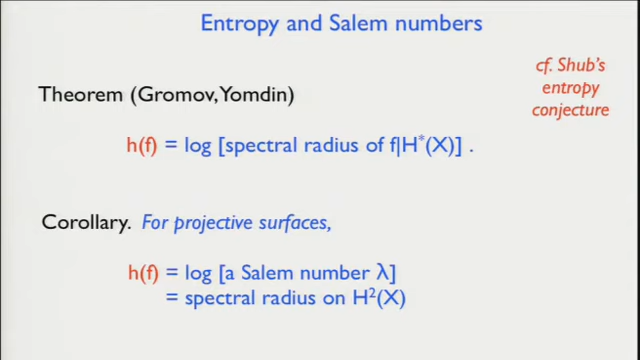 Entropy and Salem numbers
cf. Shub's
entropy
conjecture
Theorem (Gromov, Yomdin)
h(f) = log [spectral radius of f|H*(X)] .
Corollary. For projective surfaces,
h(f) = log [a Salem number λ]
= spectral radius on H²(X)